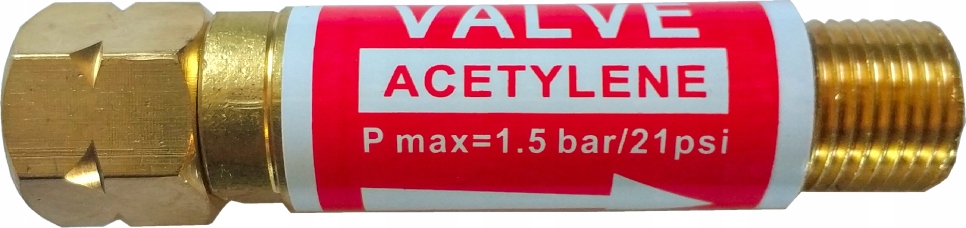 VALVE
ACETYLENE
P max=1.5 bar/21psi